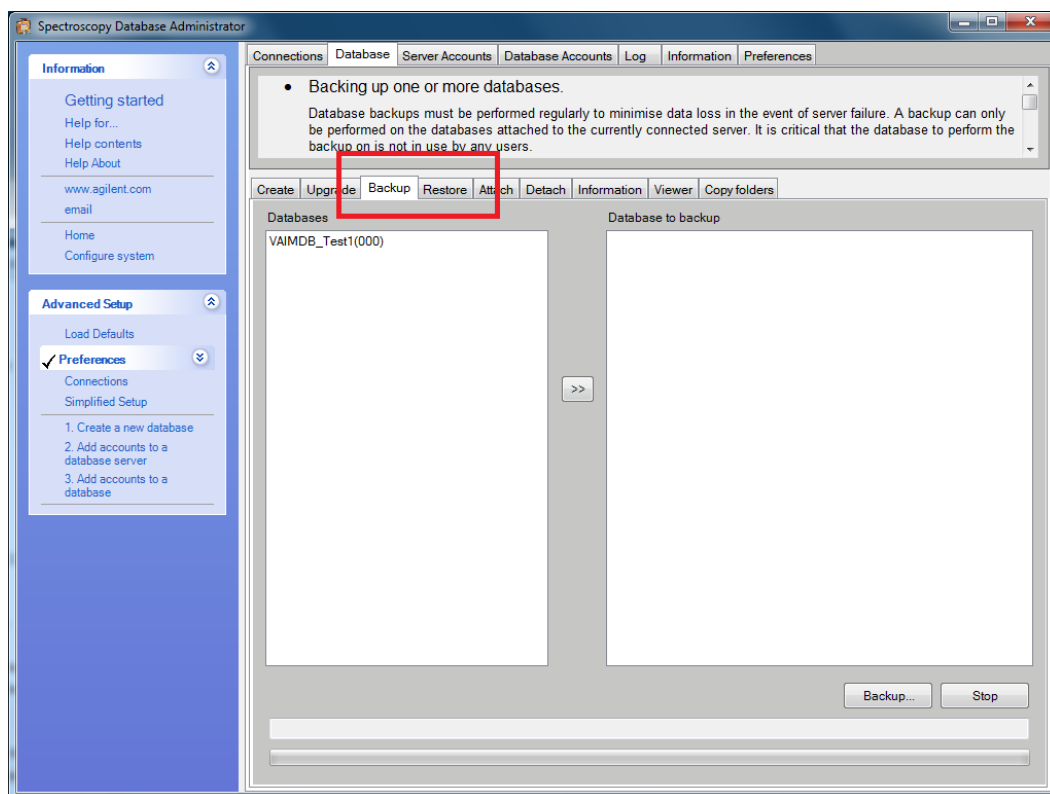 Spectroscopy Database Administrator
Information
Getting started
Help for...
Help contents
Help About
www.agilent.com
email
Home
Configure system
Advanced Setup
Load Defaults
Preferences
Connections
Simplified Setup
1. Create a new database
2. Add accounts to a
database server
3. Add accounts to a
database
Connections Database Server Accounts Database Accounts Log Information Preferences
• Backing up one or more databases.
Database backups must be performed regularly to minimise data loss in the event of server failure. A backup can only
be performed on the databases attached to the currently connected server. It is critical that the database to perform the
backup on is not in use by any users.
Create Upgrade Backup Restore Attach Detach Information Viewer Copy folders
Databases
VAIMDB_Test1(000)
>>
Database to backup
Backup... Stop